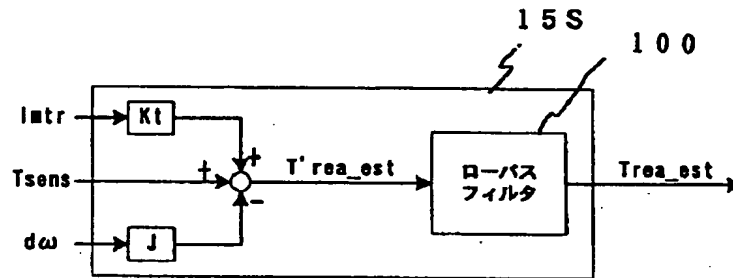 15S
100
Imtr
Kt
+
Tsens
+
-
T'rea_est
ローパス
フィルタ
Trea_est
dω
J